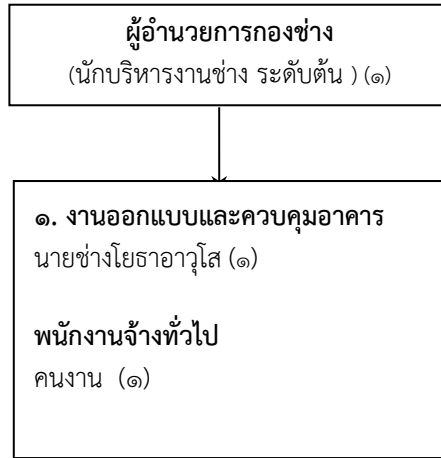 ผู้อำนวยการกองช่าง
(นักบริหารงานช่าง ระดับต้น ) (๑)
๑. งานออกแบบและควบคุมอาคาร
นายช่างโยธาอาวุโส (๑)
พนักงานจ้างทั่วไป
คนงาน (๑)